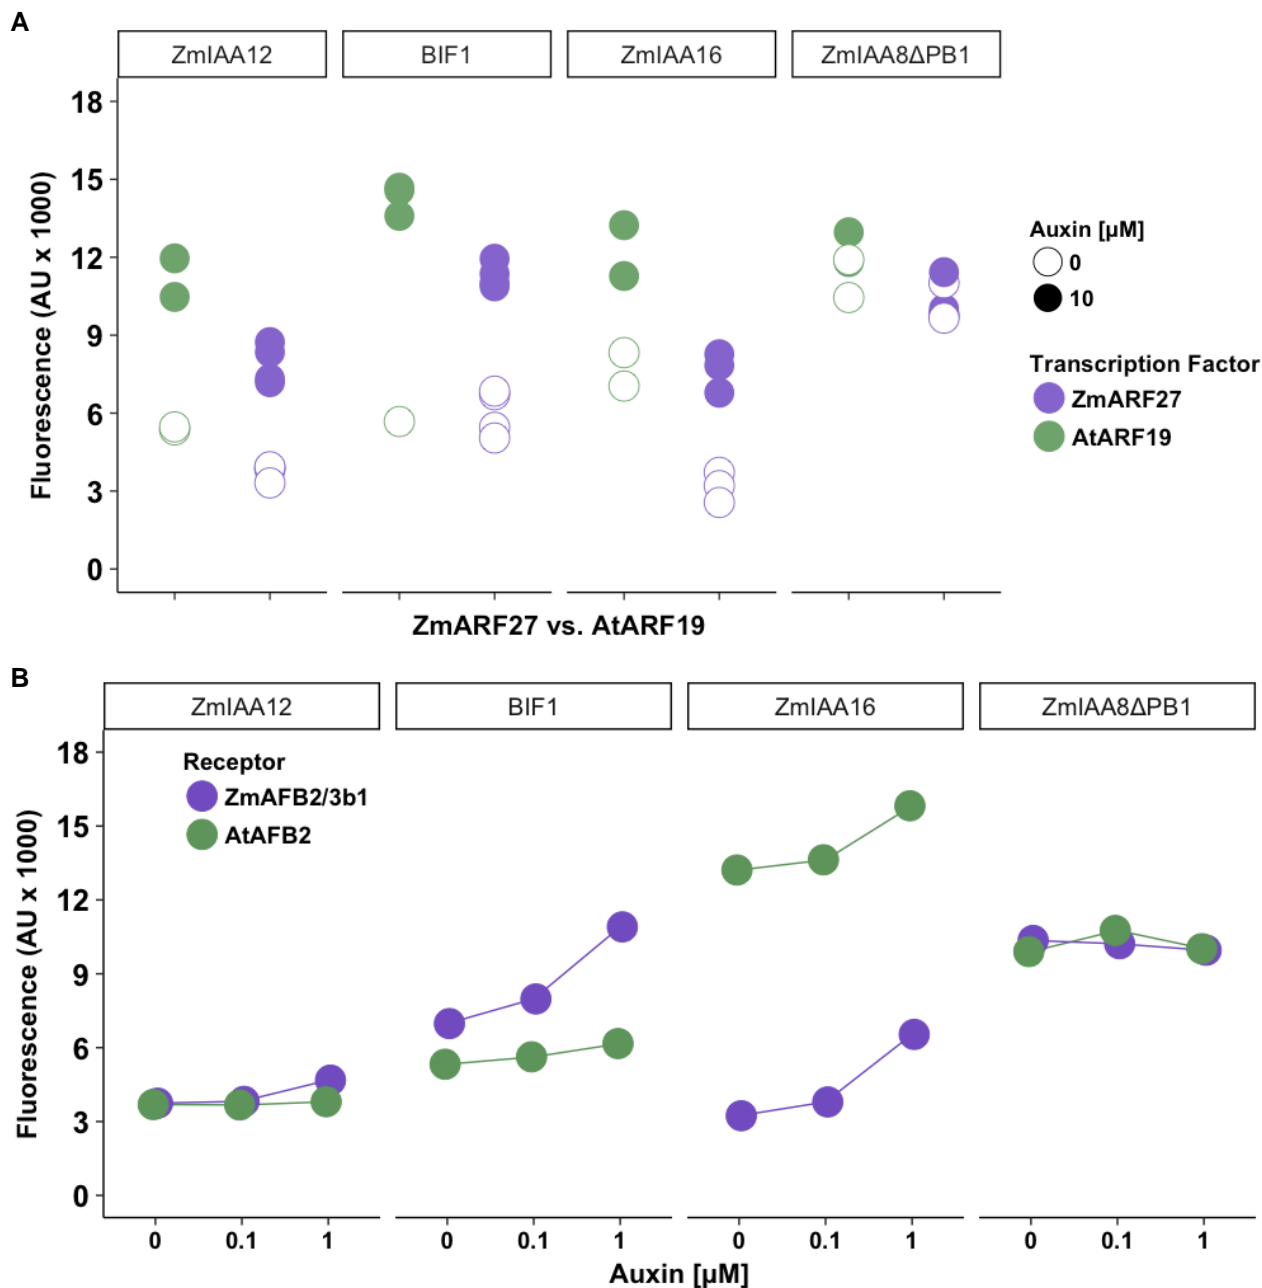 A
ZmIAA12 BIF1 ZmIAA16 ZmIAA8ΔPB1
Fluorescence (AU x 1000)
18
15
12
9
6
3
0
ZmARF27 vs. AtARF19
Auxin [µM]
0
10
Transcription Factor
ZmARF27
AtARF19
B
ZmIAA12 BIF1 ZmIAA16 ZmIAA8ΔPB1
Receptor
ZmAFB2/3b1
AtAFB2
Fluorescence (AU x 1000)
18
15
12
9
6
3
0
0 0.1 1 0 0.1 1 0 0.1 1 0 0.1 1
Auxin [µM]